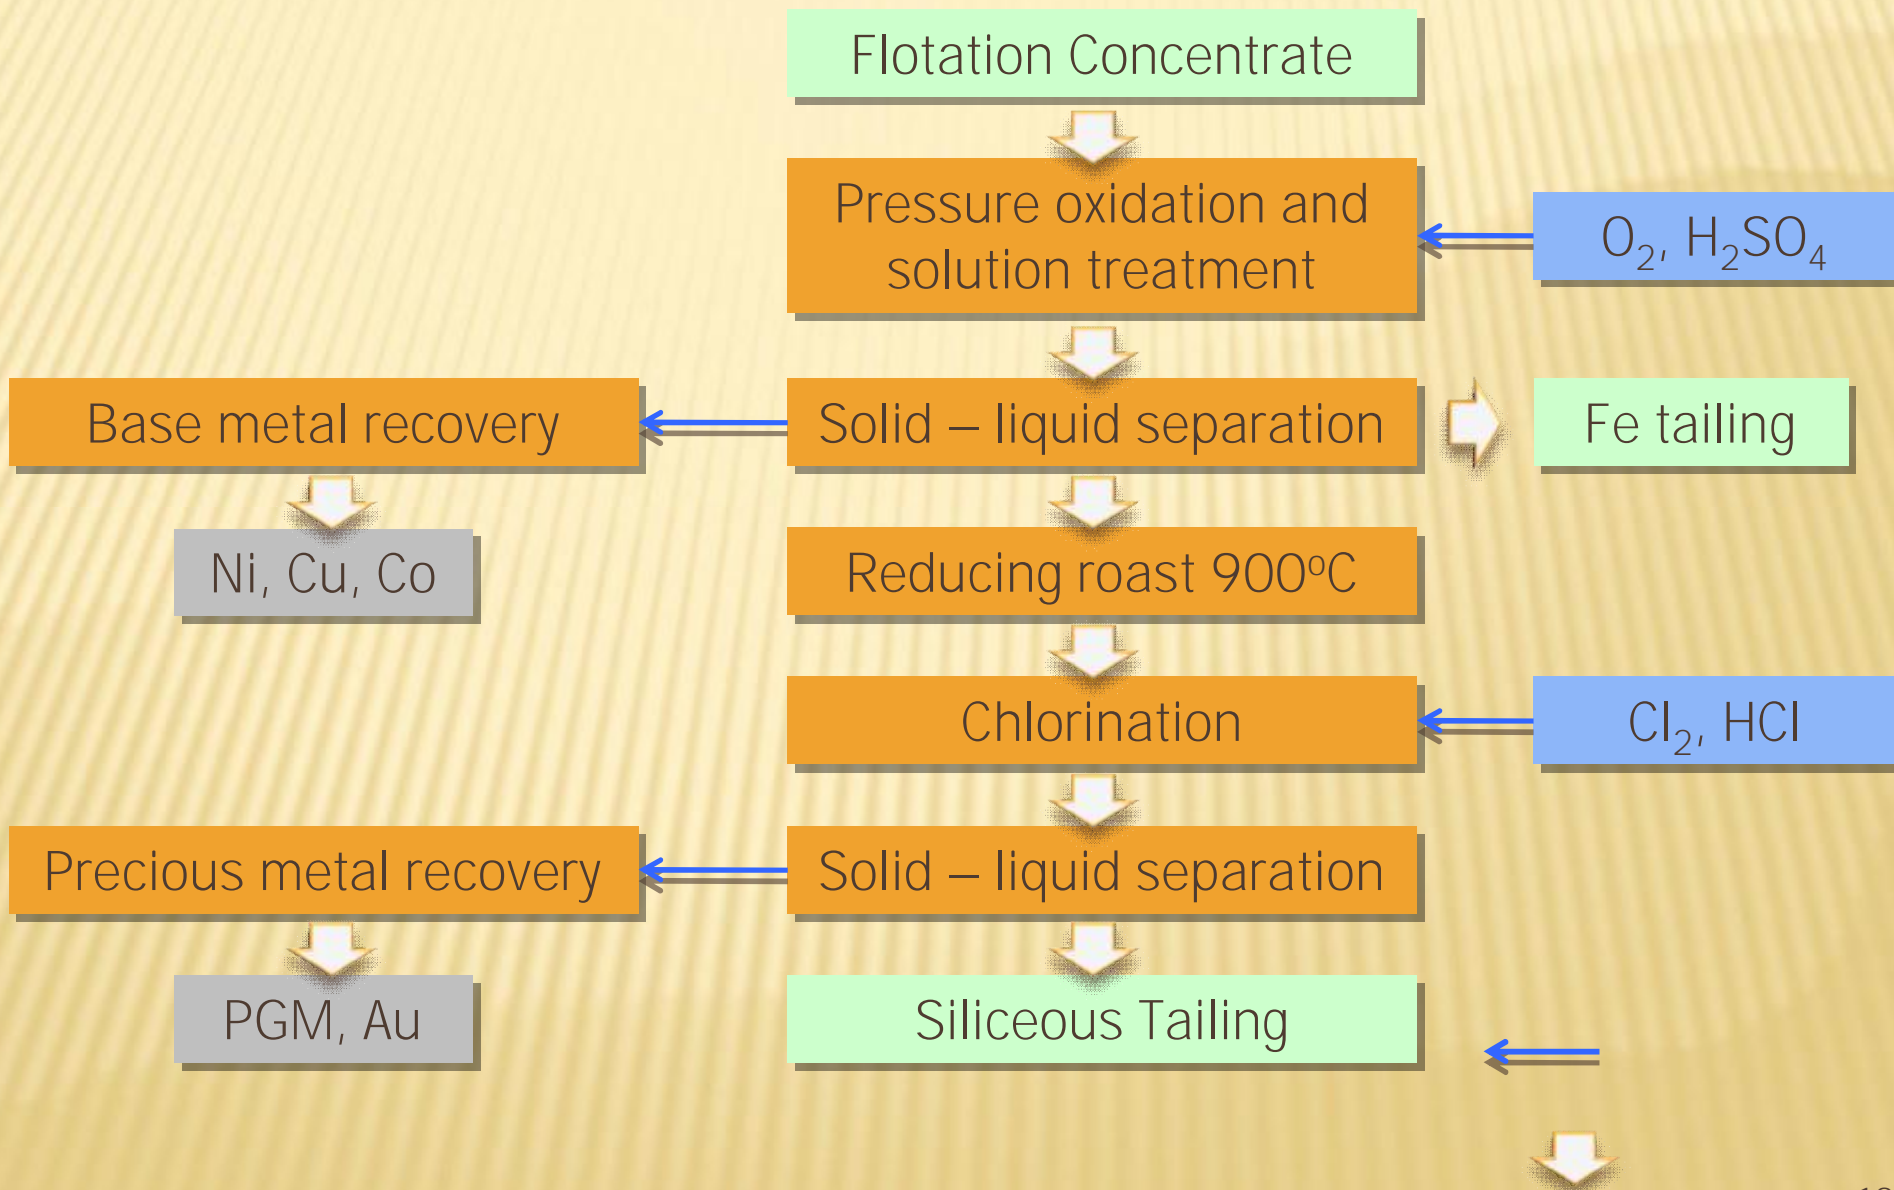 Flotation Concentrate
Pressure oxidation and
solution treatment
O₂, H₂SO₄
Base metal recovery
Solid – liquid separation
Fe tailing
Ni, Cu, Co
Reducing roast 900ºC
Chlorination
Cl₂, HCl
Precious metal recovery
Solid – liquid separation
PGM, Au
Siliceous Tailing